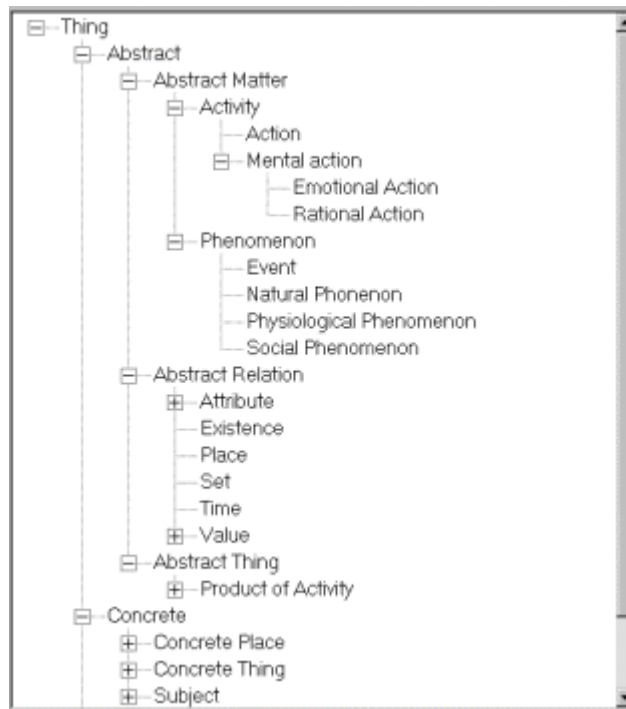 Thing
Abstract
Abstract Matter
Activity
Action
Mental action
Emotional Action
Rational Action
Phenomenon
Event
Natural Phonenon
Physiological Phenomenon
Social Phenomenon
Abstract Relation
Attribute
Existence
Place
Set
Time
Value
Abstract Thing
Product of Activity
Concrete
Concrete Place
Concrete Thing
Subject